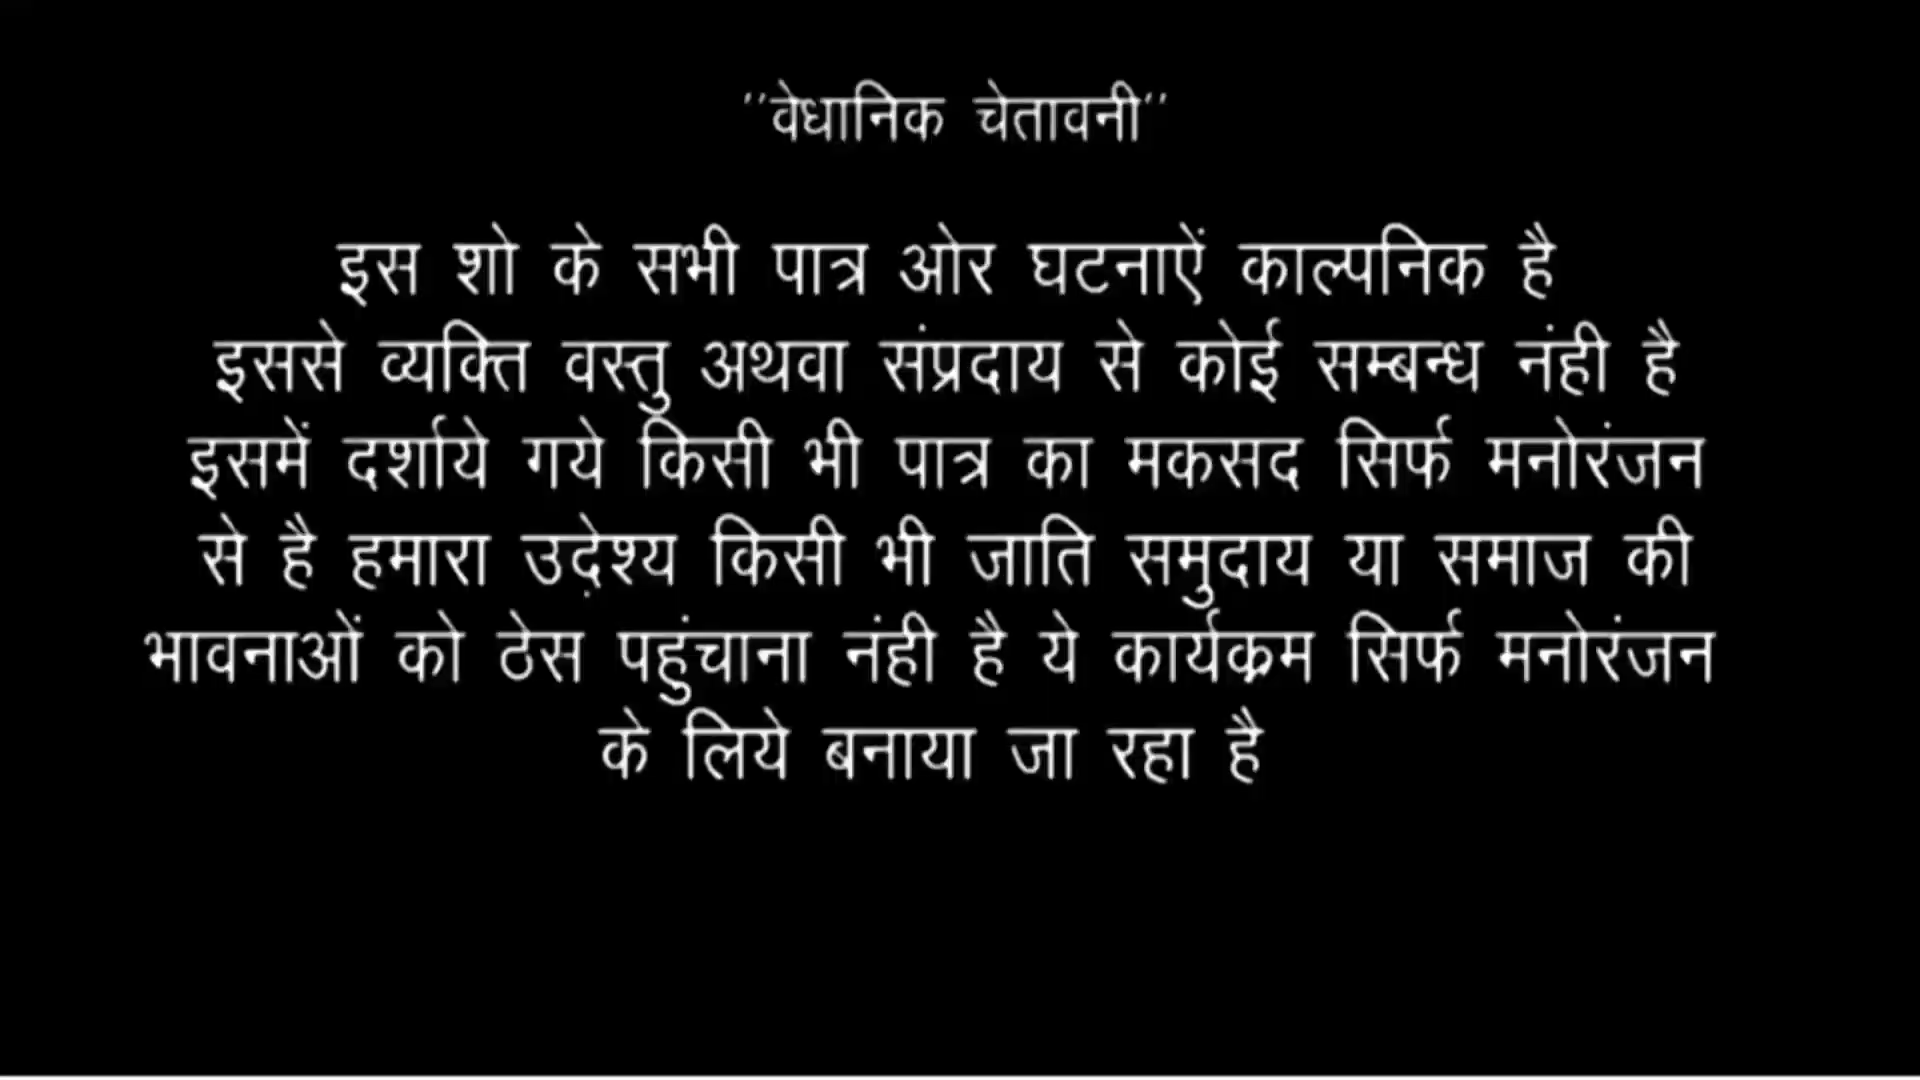 "वेधानिक चेतावनी"
इस शो के सभी पात्र ओर घटनाऐं काल्पनिक है
इससे व्यक्ति वस्तु अथवा संप्रदाय से कोई सम्बन्ध नंही है
इसमें दर्शाये गये किसी भी पात्र का मकसद सिर्फ मनोरंजन
से है हमारा उद्देश्य किसी भी जाति समुदाय या समाज की
भावनाओं को ठेस पहुंचाना नंही है ये कार्यक्रम सिर्फ मनोरंजन
के लिये बनाया जा रहा है